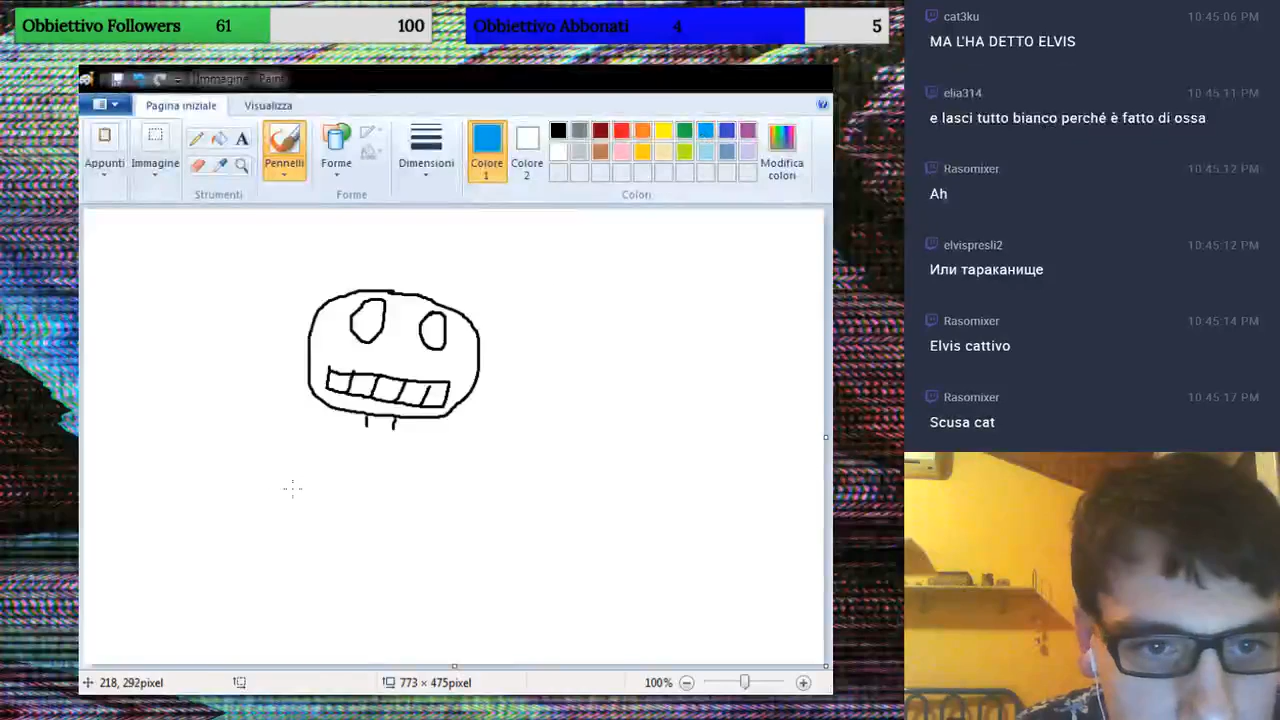 Obbiettivo Followers 61 100
Obbiettivo Abbonati 4 5
Immagine - Paint
Pagina iniziale
Visualizza
Appunti
Immagine
Strumenti
Pennelli
Forme
Forme
Dimensioni
Colore
1
Colore
2
Modifica
colori
Colori
218, 292pixel
773 × 475pixel
100%
cat3ku 10:45:06 PM
MA L'HA DETTO ELVIS
elia314 10:45:11 PM
e lasci tutto bianco perché è fatto di ossa
Rasomixer 10:45:12 PM
Ah
elvispresli2 10:45:12 PM
Или тараканище
Rasomixer 10:45:14 PM
Elvis cattivo
Rasomixer 10:45:17 PM
Scusa cat